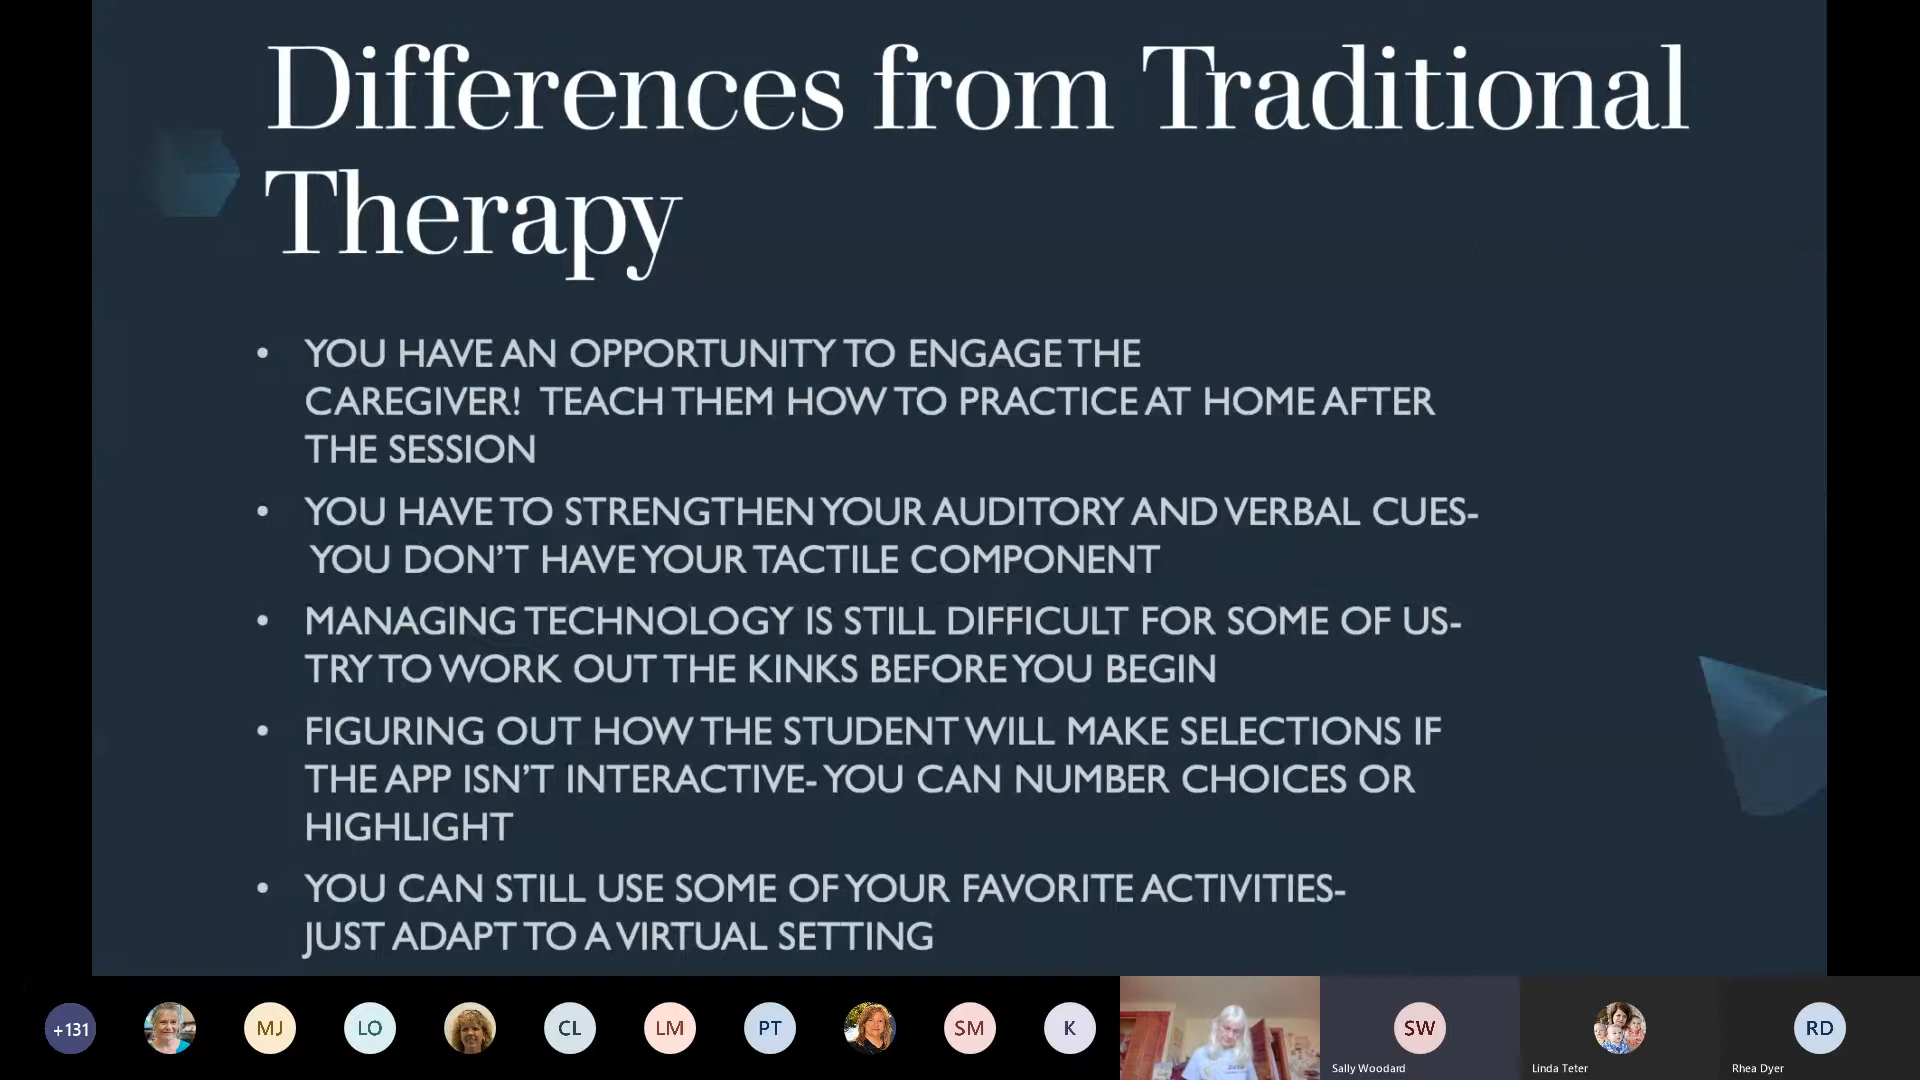 Differences from Traditional
Therapy
• YOU HAVE AN OPPORTUNITY TO ENGAGE THE
CAREGIVER! TEACH THEM HOW TO PRACTICE AT HOME AFTER
THE SESSION
• YOU HAVE TO STRENGTHEN YOUR AUDITORY AND VERBAL CUES-
YOU DON'T HAVE YOUR TACTILE COMPONENT
• MANAGING TECHNOLOGY IS STILL DIFFICULT FOR SOME OF US-
TRY TO WORK OUT THE KINKS BEFORE YOU BEGIN
• FIGURING OUT HOW THE STUDENT WILL MAKE SELECTIONS IF
THE APP ISN'T INTERACTIVE- YOU CAN NUMBER CHOICES OR
HIGHLIGHT
• YOU CAN STILL USE SOME OF YOUR FAVORITE ACTIVITIES-
JUST ADAPT TO A VIRTUAL SETTING
+131 MJ LO CL LM PT SM K SW RD
Sally Woodard Linda Teter Rhea Dyer